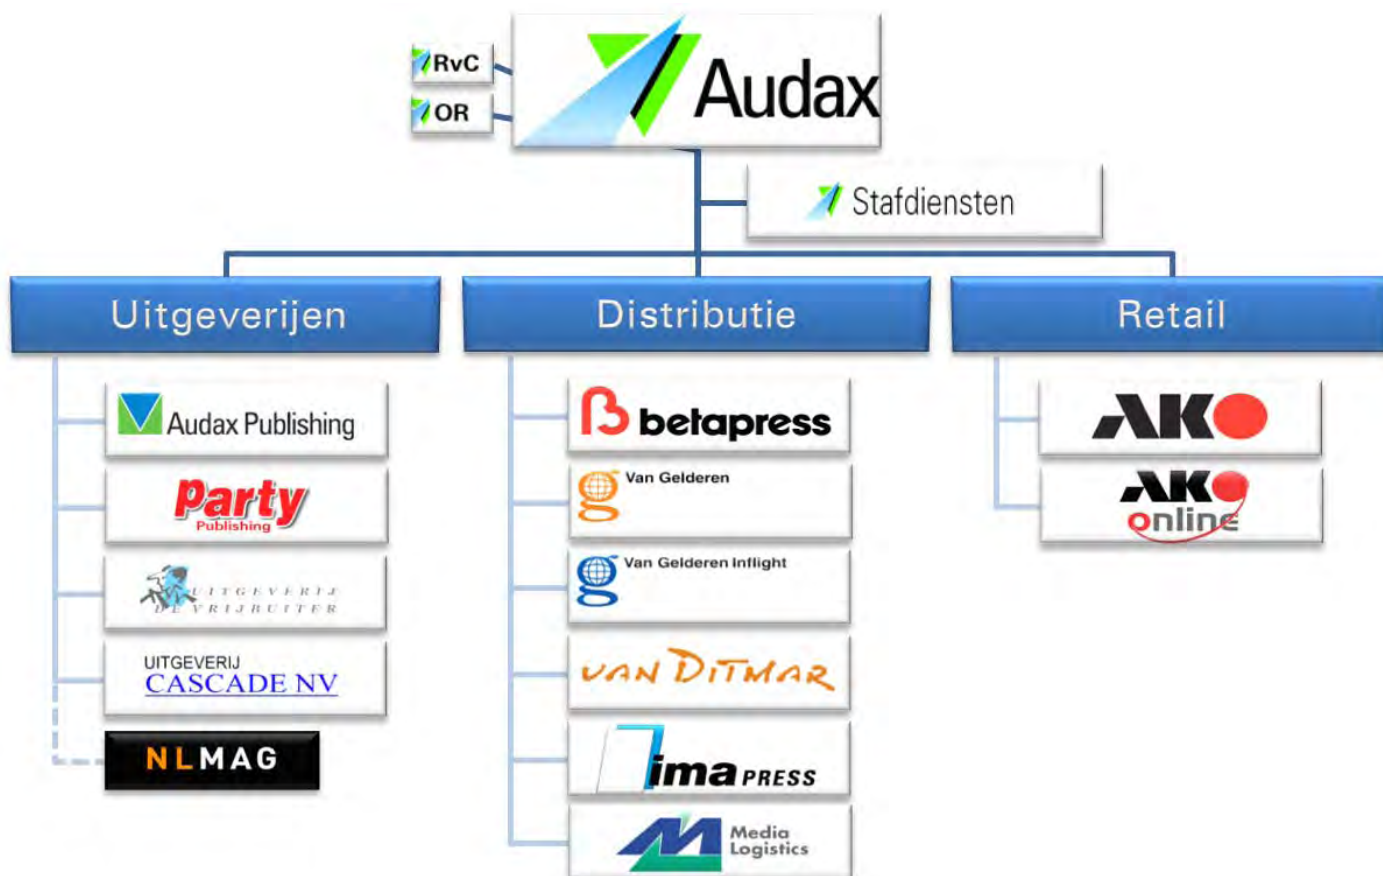 RvC
OR
Audax
Stafdiensten
Uitgeverijen
Audax Publishing
Party
Publishing
UITGEVERIJ
DE VRIJBUITER
UITGEVERIJ
CASCADE NV
NLMAG
Distributie
betapress
Van Gelderen
Van Gelderen Inflight
VAN DITMAR
ima PRESS
Media
Logistics
Retail
AKO
AKO
online